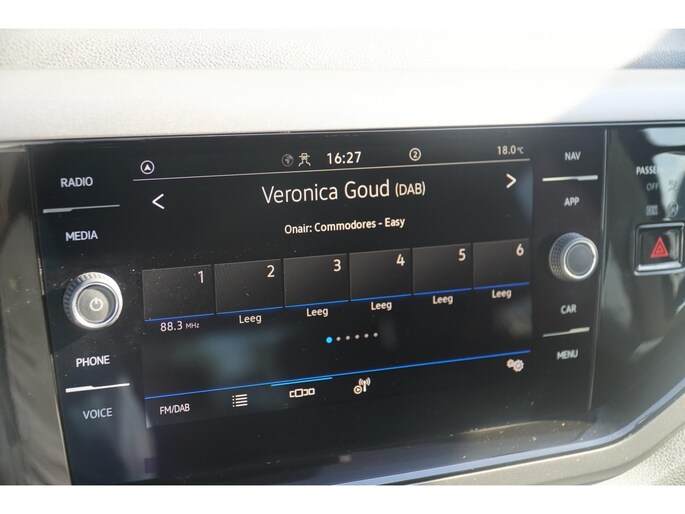 RADIO
MEDIA
PHONE
VOICE
16:27
2
18.0 °C
Veronica Goud (DAB)
Onair: Commodores - Easy
1 2 3 4 5 6
88.3 MHz Leeg Leeg Leeg Leeg Leeg
FM/DAB
NAV
APP
CAR
MENU
OFF